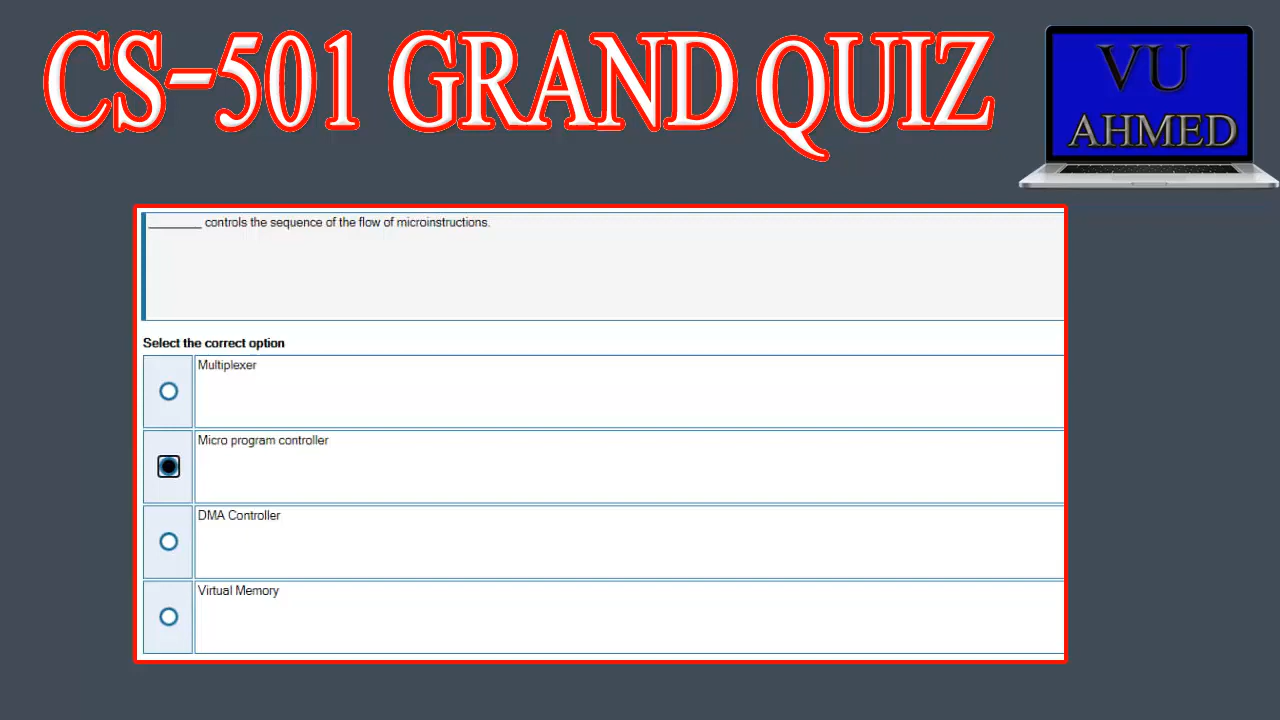 CS-501 GRAND QUIZ
VU
AHMED
________ controls the sequence of the flow of microinstructions.
Select the correct option
Multiplexer
Micro program controller
DMA Controller
Virtual Memory